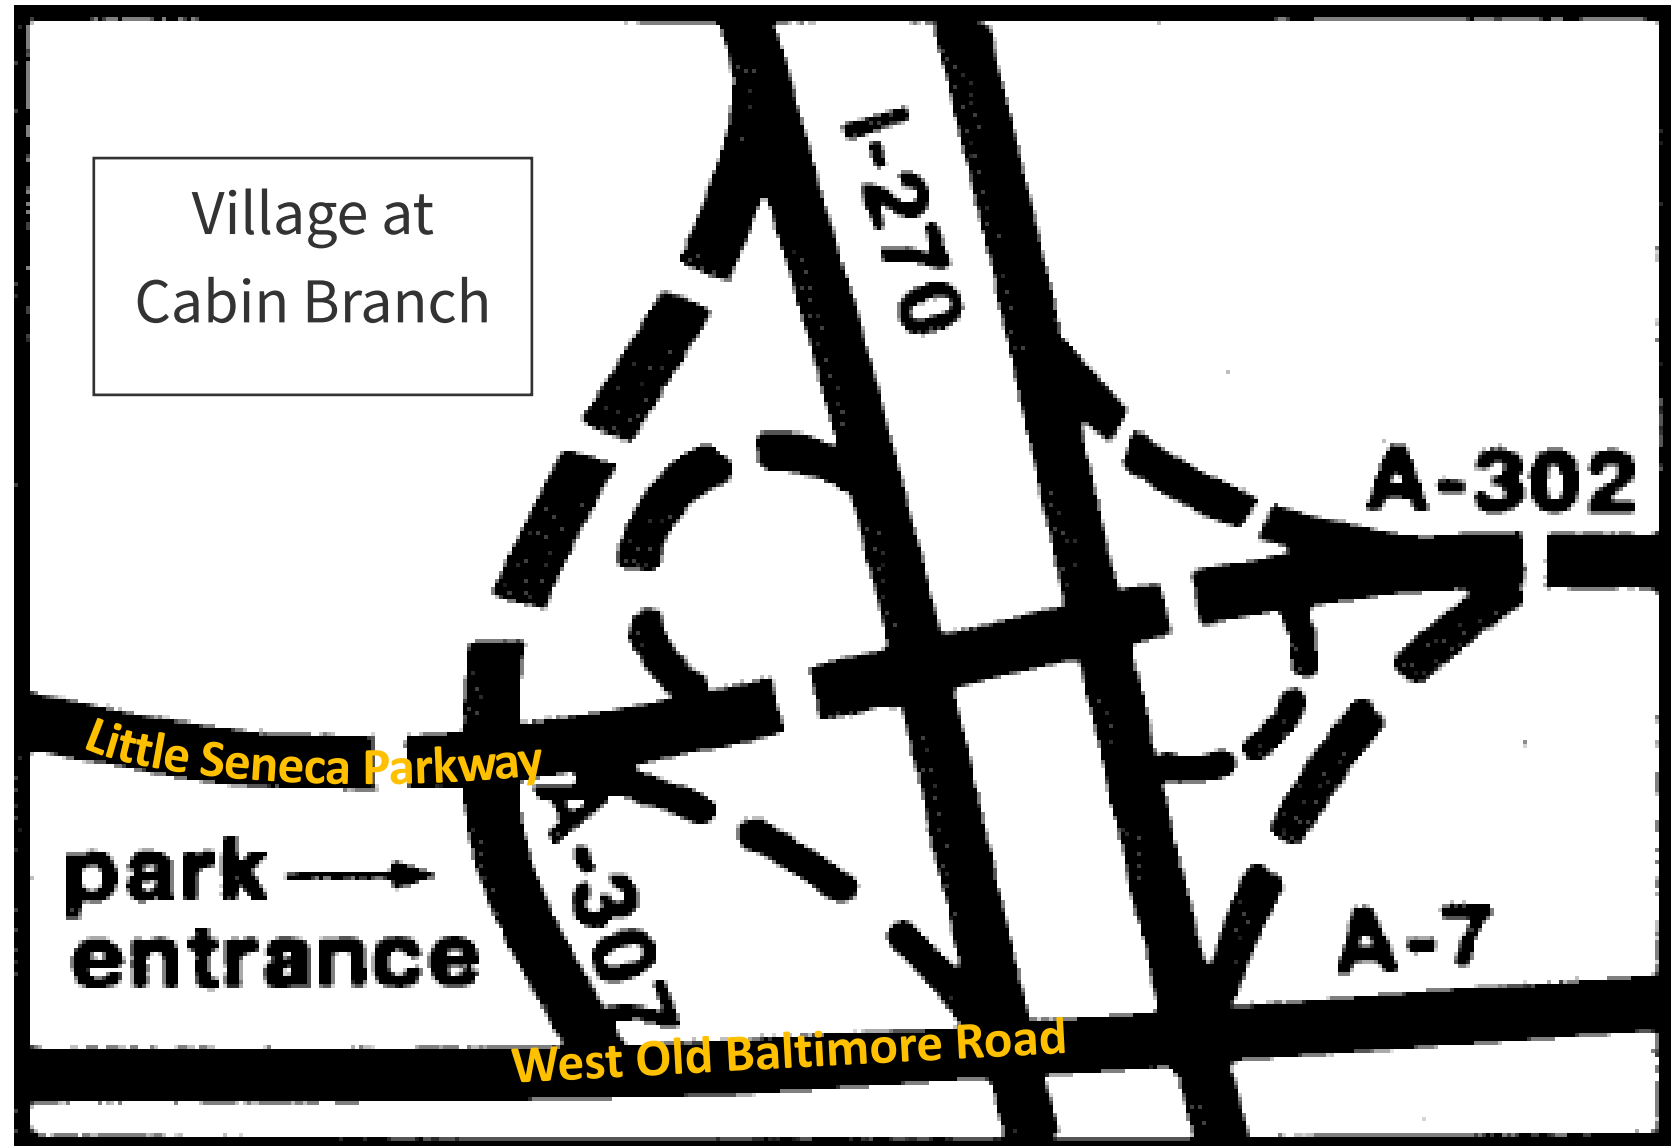 I-270
Village at
Cabin Branch
A-302
Little Seneca Parkway
A-307
park
entrance
A-7
West Old Baltimore Road